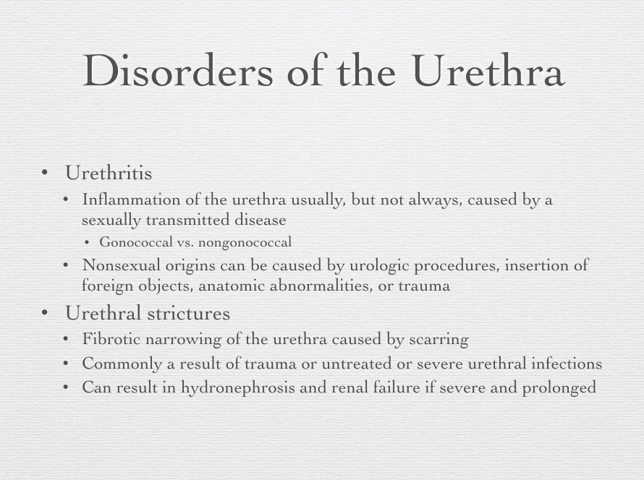 Disorders of the Urethra
• Urethritis
• Inflammation of the urethra usually, but not always, caused by a
sexually transmitted disease
• Gonococcal vs. nongonococcal
• Nonsexual origins can be caused by urologic procedures, insertion of
foreign objects, anatomic abnormalities, or trauma
• Urethral strictures
• Fibrotic narrowing of the urethra caused by scarring
• Commonly a result of trauma or untreated or severe urethral infections
• Can result in hydronephrosis and renal failure if severe and prolonged